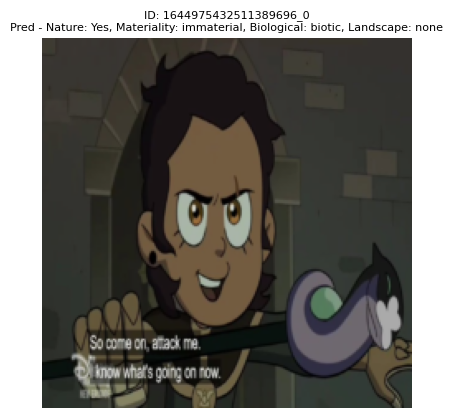 ID: 1644975432511389696_0
Pred - Nature: Yes, Materiality: immaterial, Biological: biotic, Landscape: none
So come on, attack me.
I know what's going on now.